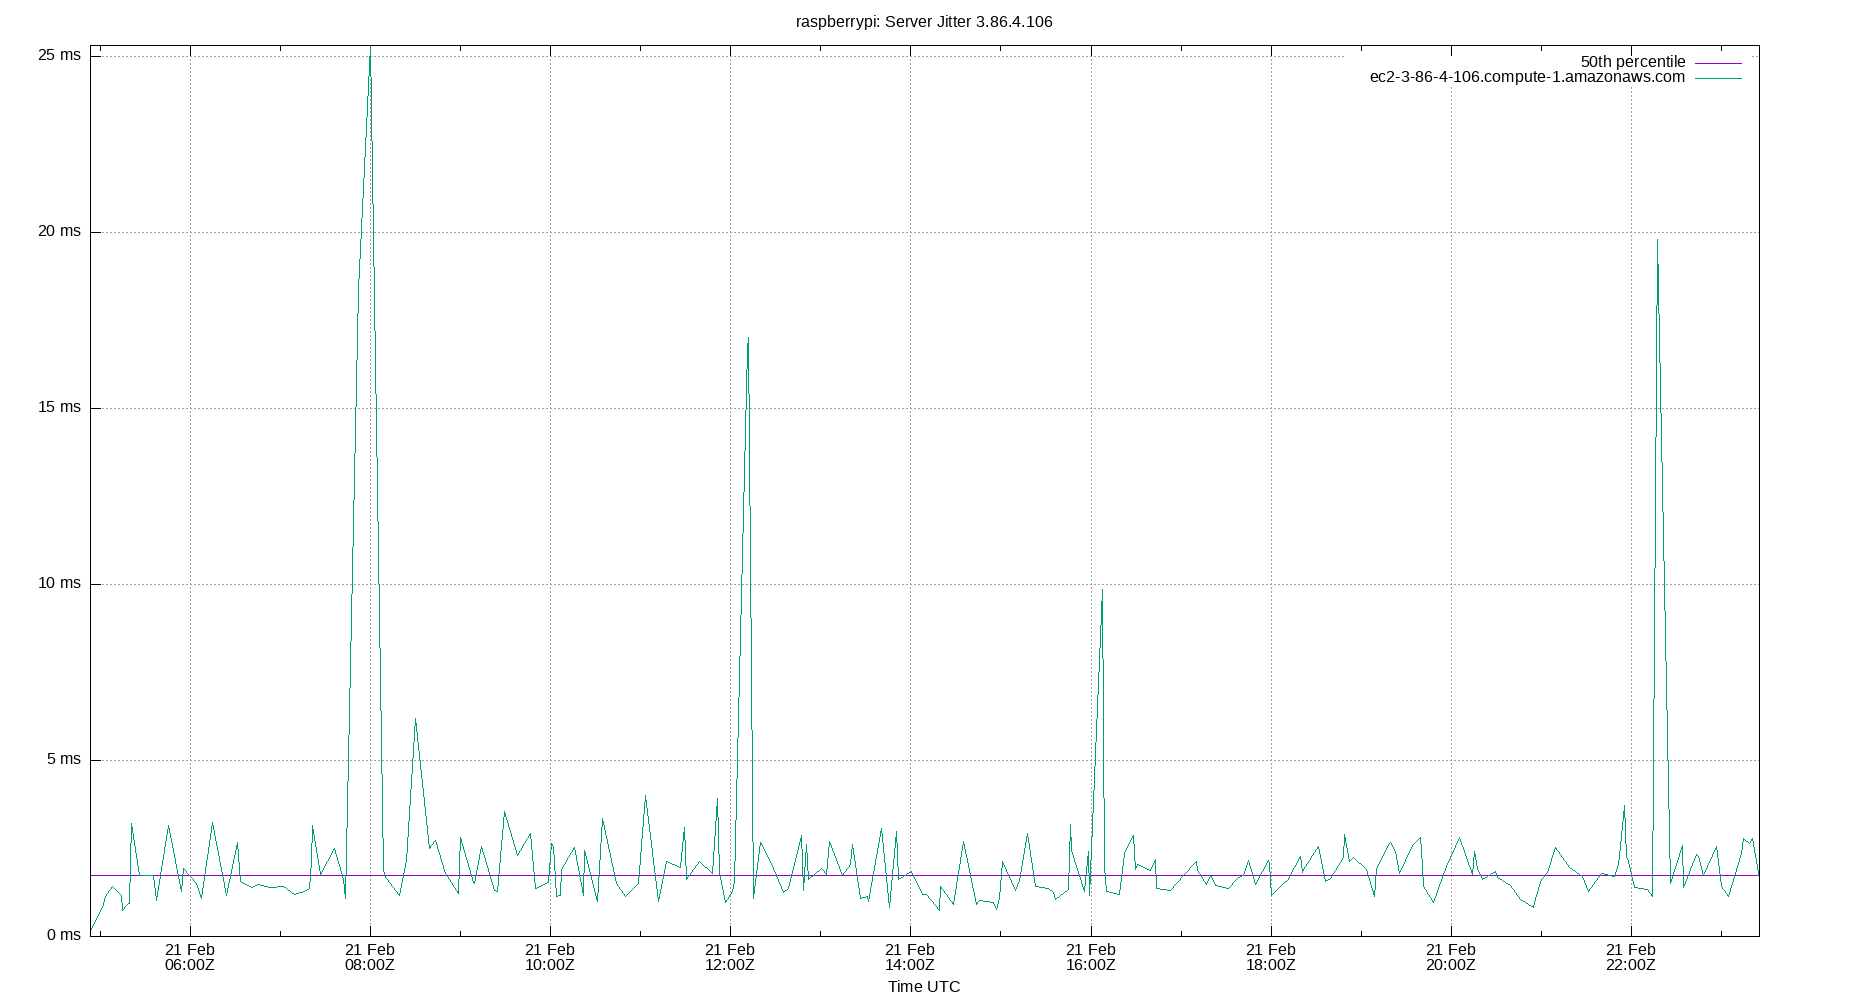 raspberrypi: Server Jitter 3.86.4.106
25 ms
20 ms
15 ms
10 ms
5 ms
0 ms
50th percentile
ec2-3-86-4-106.compute-1.amazonaws.com
21 Feb
06:00Z
21 Feb
08:00Z
21 Feb
10:00Z
21 Feb
12:00Z
21 Feb
14:00Z
21 Feb
16:00Z
21 Feb
18:00Z
21 Feb
20:00Z
21 Feb
22:00Z
Time UTC